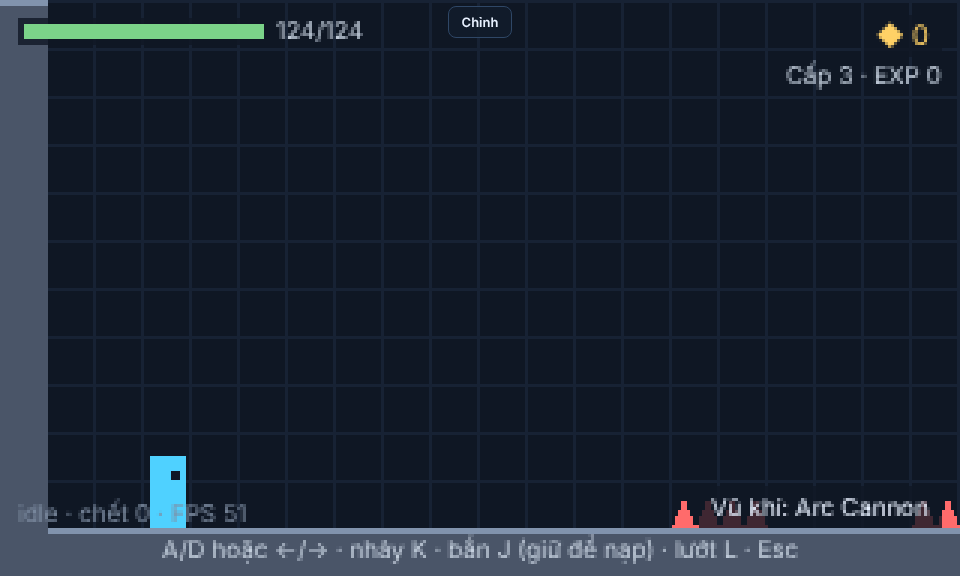 124/124
Chỉnh
0
Cấp 3 - EXP 0
idle - chết 0 · FPS 51
Vũ khí: Arc Cannon
A/D hoặc ←/→ · nhảy K · bắn J (giữ để nạp) · lướt L · Esc